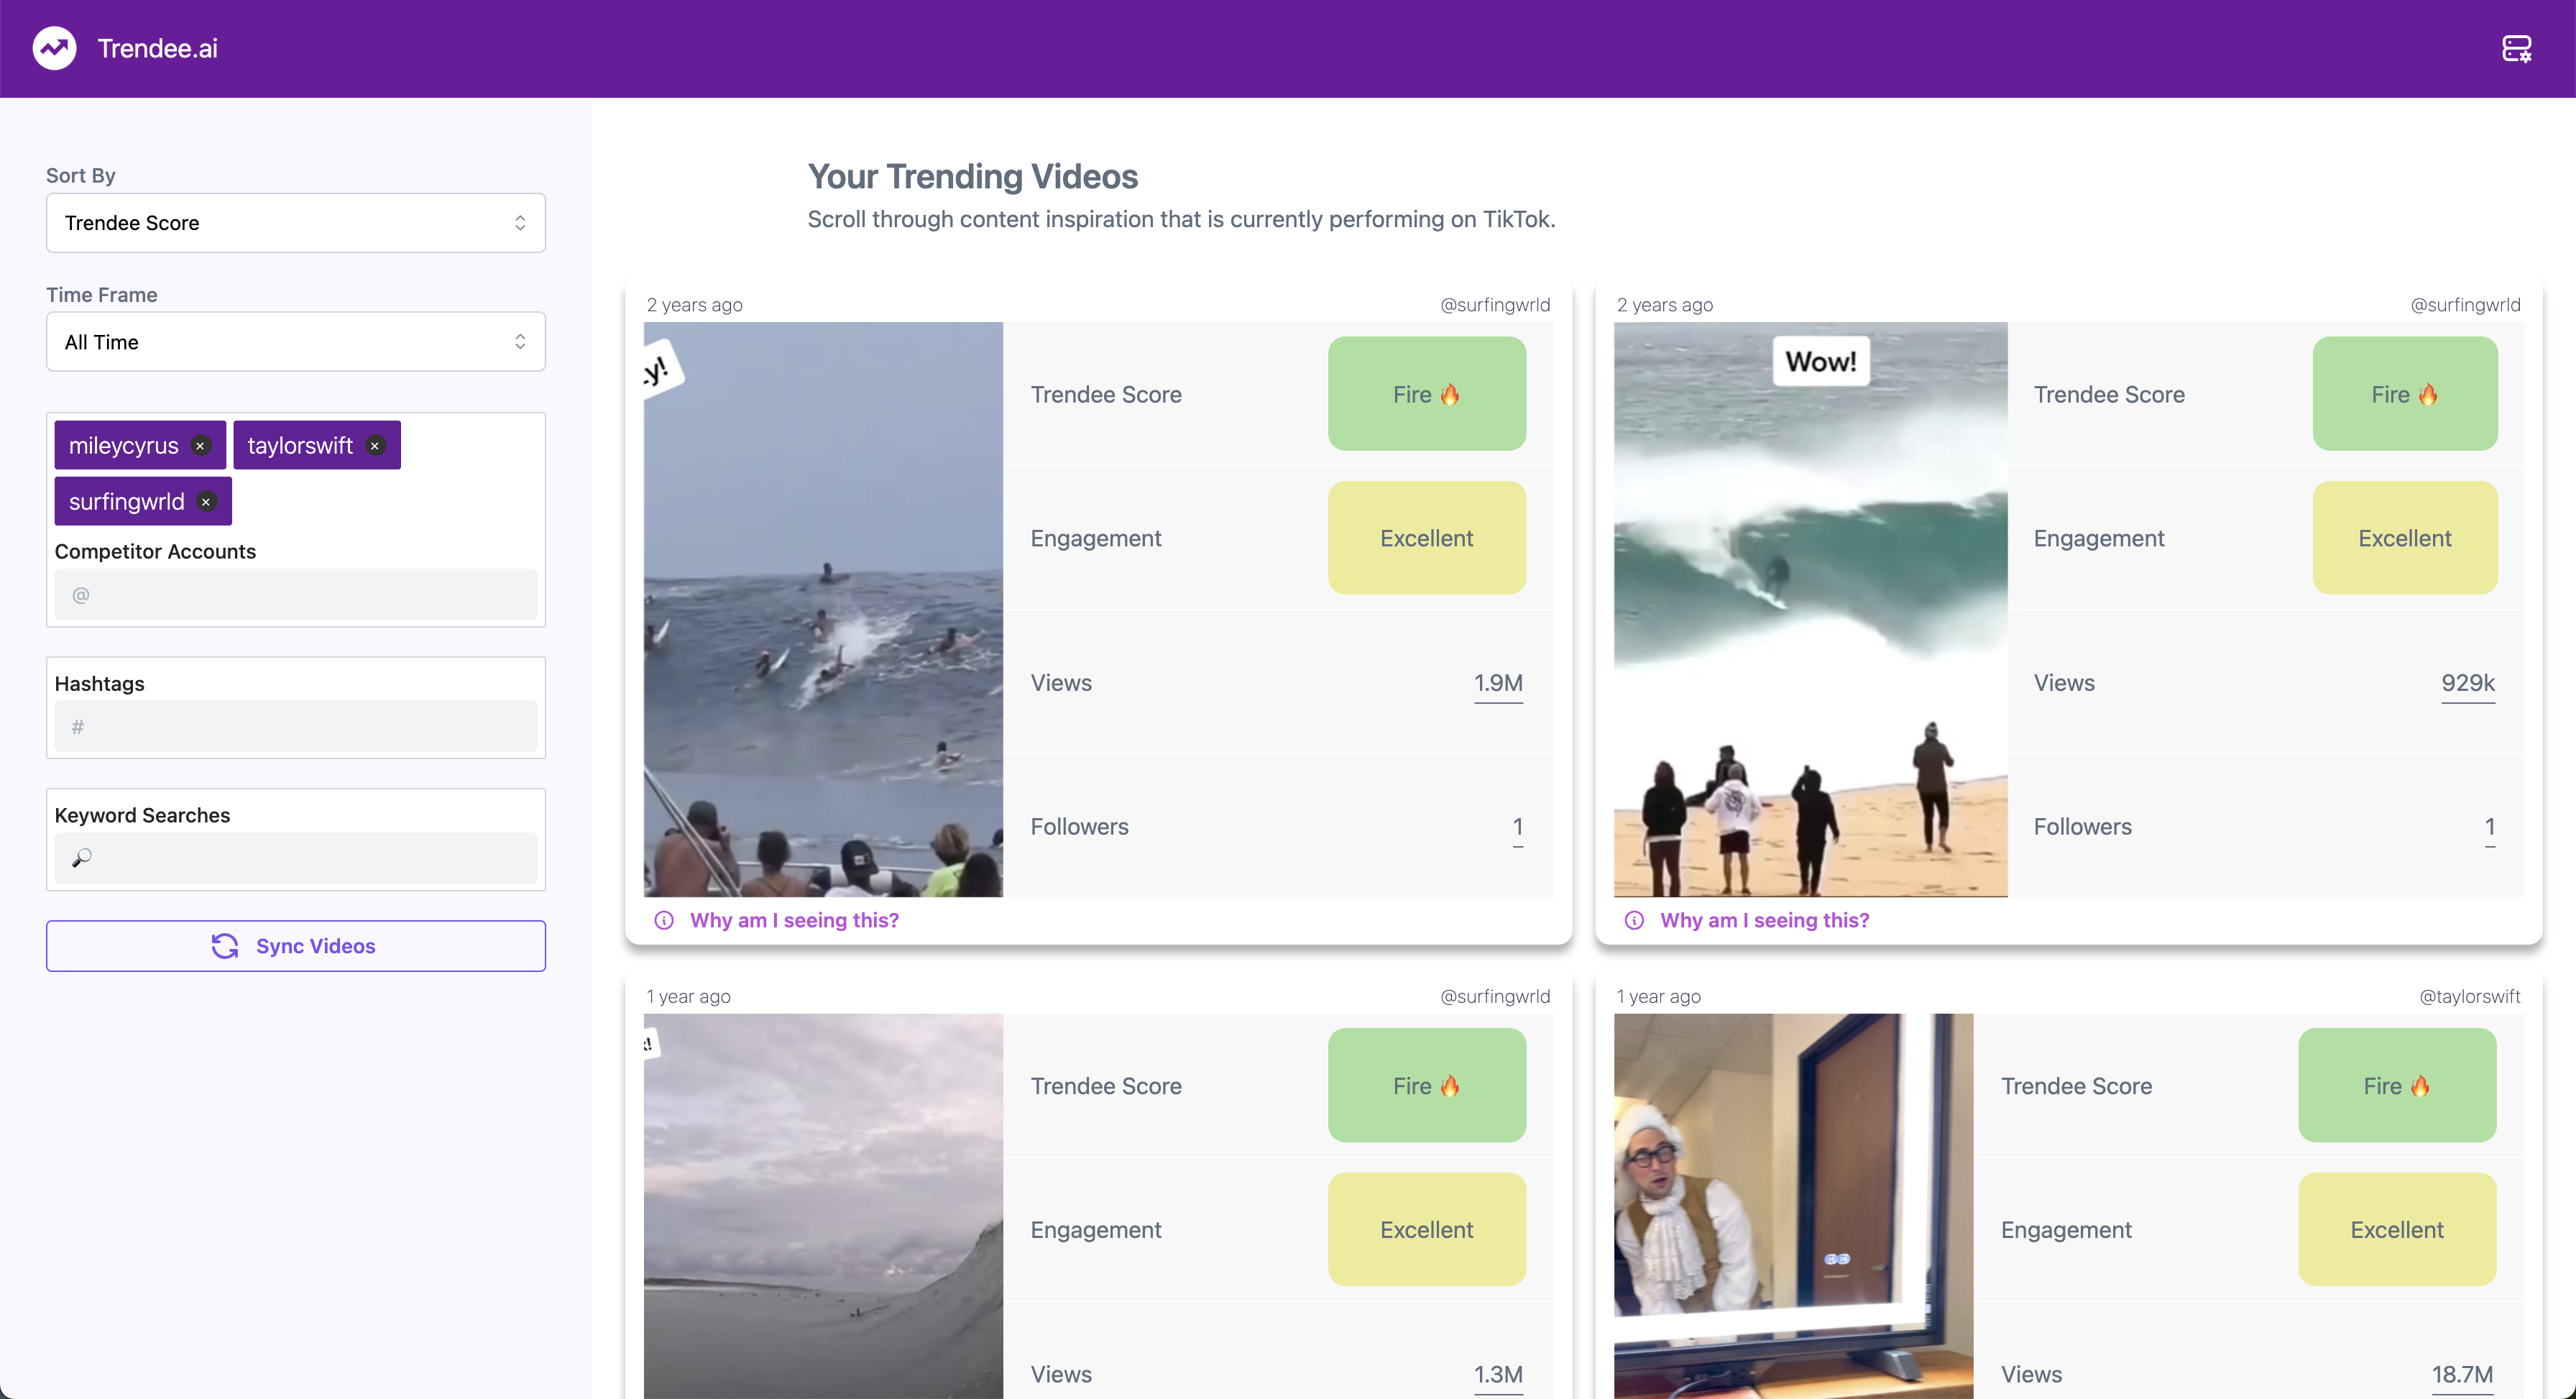 Trendee.ai
Sort By
Trendee Score
Time Frame
All Time
mileycyrus × taylorswift ×
surfingwrld ×
Competitor Accounts
@
Hashtags
#
Keyword Searches
Sync Videos
Your Trending Videos
Scroll through content inspiration that is currently performing on TikTok.
2 years ago @surfingwrld
y!
Trendee Score Fire 🔥
Engagement Excellent
Views 1.9M
Followers 1
Why am I seeing this?
2 years ago @surfingwrld
Wow!
Trendee Score Fire 🔥
Engagement Excellent
Views 929k
Followers 1
Why am I seeing this?
1 year ago @surfingwrld
Trendee Score Fire 🔥
Engagement Excellent
Views 1.3M
1 year ago @taylorswift
Trendee Score Fire 🔥
Engagement Excellent
Views 18.7M